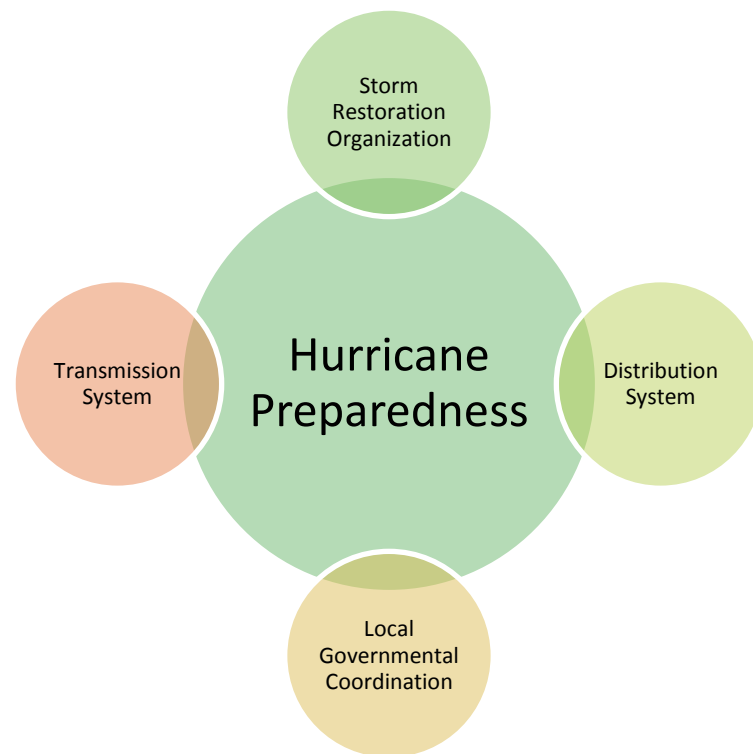 Storm
Restoration
Organization
Transmission
System
Hurricane
Preparedness
Distribution
System
Local
Governmental
Coordination